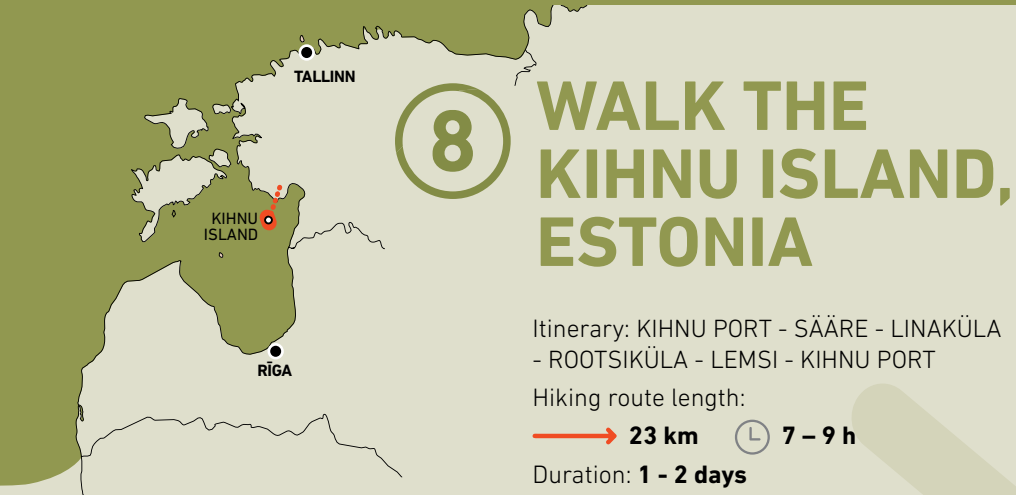 TALLINN
KIHNU
ISLAND
RĪGA
8
WALK THE
KIHNU ISLAND,
ESTONIA
Itinerary: KIHNU PORT - SÄÄRE - LINAKÜLA
- ROOTSIKÜLA - LEMSI - KIHNU PORT
Hiking route length:
23 km 7 – 9 h
Duration: 1 - 2 days